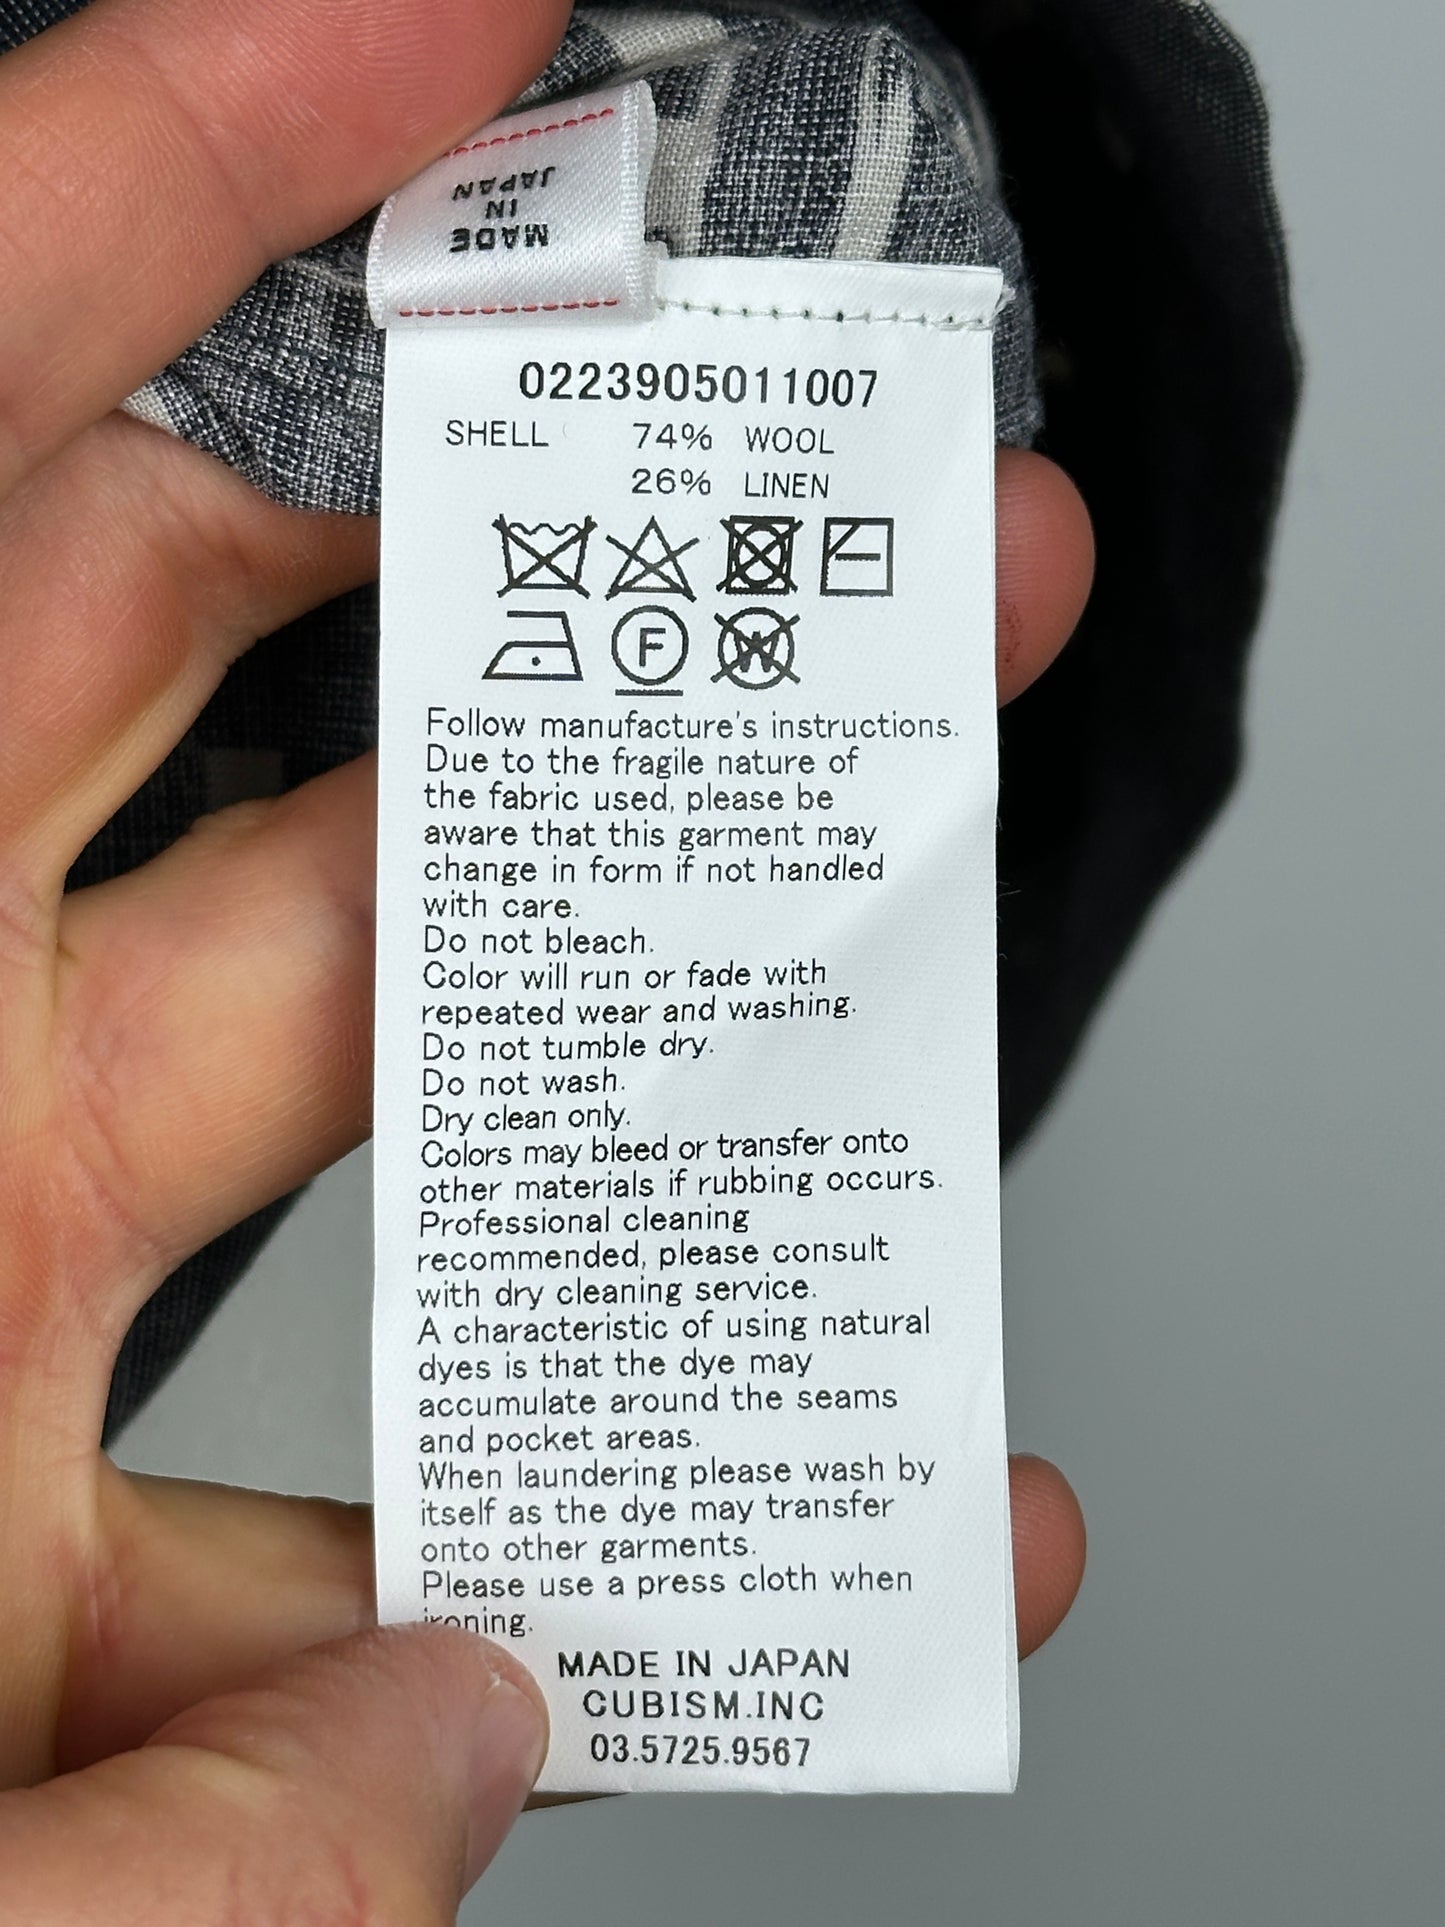 MADE
IN
JAPAN
0223905011007
SHELL 74% WOOL
26% LINEN
F
W
Follow manufacture's instructions.
Due to the fragile nature of
the fabric used, please be
aware that this garment may
change in form if not handled
with care.
Do not bleach.
Color will run or fade with
repeated wear and washing.
Do not tumble dry.
Do not wash.
Dry clean only.
Colors may bleed or transfer onto
other materials if rubbing occurs.
Professional cleaning
recommended, please consult
with dry cleaning service.
A characteristic of using natural
dyes is that the dye may
accumulate around the seams
and pocket areas.
When laundering please wash by
itself as the dye may transfer
onto other garments.
Please use a press cloth when
ironing.
MADE IN JAPAN
CUBISM.INC
03.5725.9567